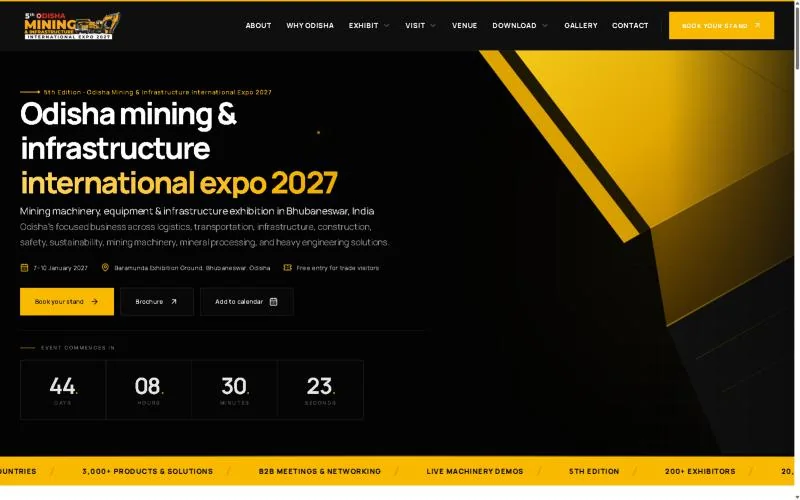 5th ODISHA
MINING
& INFRASTRUCTURE
INTERNATIONAL EXPO 2027
ABOUT
WHY ODISHA
EXHIBIT
VISIT
VENUE
DOWNLOAD
GALLERY
CONTACT
BOOK YOUR STAND
5th Edition · Odisha Mining & Infrastructure International Expo 2027
Odisha mining &
infrastructure
international expo 2027
Mining machinery, equipment & infrastructure exhibition in Bhubaneswar, India
Odisha's focused business across logistics, transportation, infrastructure, construction,
safety, sustainability, mining machinery, mineral processing, and heavy engineering solutions.
7–10 January 2027
Baramunda Exhibition Ground, Bhubaneswar, Odisha
Free entry for trade visitors
Book your stand
Brochure
Add to calendar
EVENT COMMENCES IN
44.
08.
30.
23.
DAYS
HOURS
MINUTES
SECONDS
OUNTRIES / 3,000+ PRODUCTS & SOLUTIONS / B2B MEETINGS & NETWORKING / LIVE MACHINERY DEMOS / 5TH EDITION / 200+ EXHIBITORS / 20,